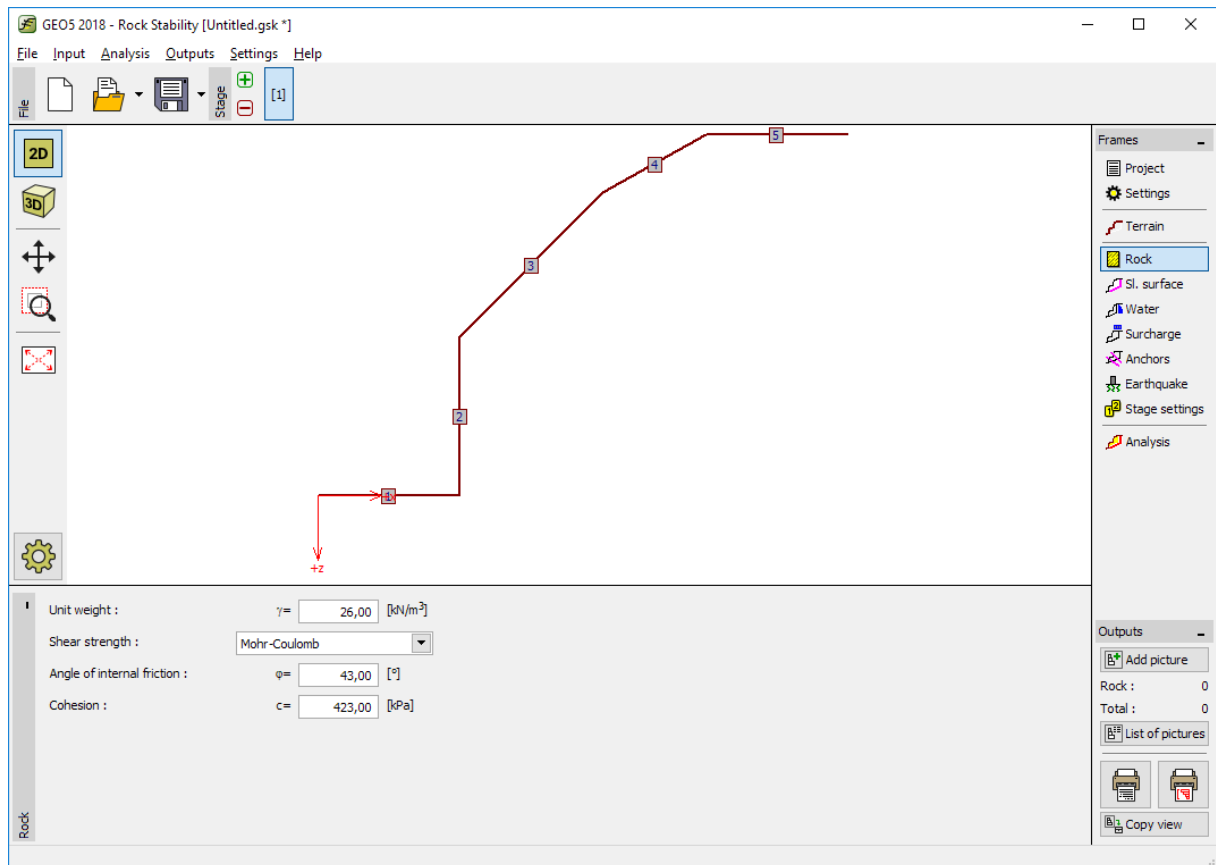 GEO5 2018 - Rock Stability [Untitled.gsk *]
File Input Analysis Outputs Settings Help
File
Stage
[1]
2D
3D
5
4
3
2
1
+z
Frames
Project
Settings
Terrain
Rock
Sl. surface
Water
Surcharge
Anchors
Earthquake
Stage settings
Analysis
Rock
Unit weight : γ= 26,00 [kN/m³]
Shear strength : Mohr-Coulomb
Angle of internal friction : φ= 43,00 [°]
Cohesion : c= 423,00 [kPa]
Outputs
Add picture
Rock : 0
Total : 0
List of pictures
Copy view